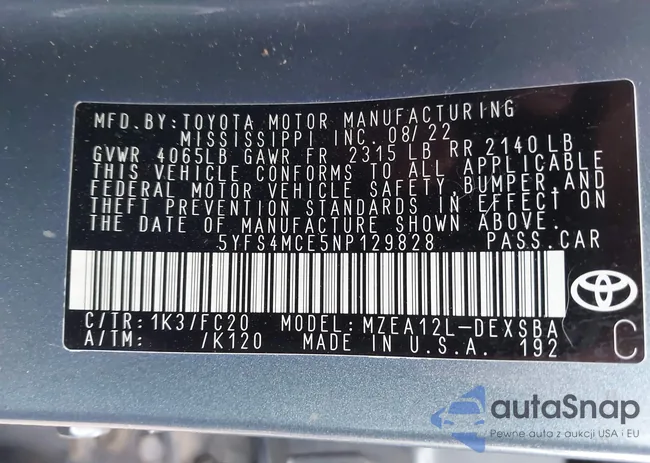 MFD.BY:TOYOTA MOTOR MANUFACTURING
MISSISSIPPI INC. 08/22
GVWR 4065LB GAWR FR 2315 LB RR 2140LB
THIS VEHICLE CONFORMS TO ALL APPLICABLE
FEDERAL MOTOR VEHICLE SAFETY,BUMPER,AND
THEFT PREVENTION STANDARDS IN EFFECT ON
THE DATE OF MANUFACTURE SHOWN ABOVE.
5YFS4MCE5NP129828 PASS.CAR
C/TR: 1K3/FC20 MODEL: MZEA12L-DEXSBA
A/TM: /K120 MADE IN U.S.A. 192
C
autoSnap
Pewne auta z aukcji USA i EU